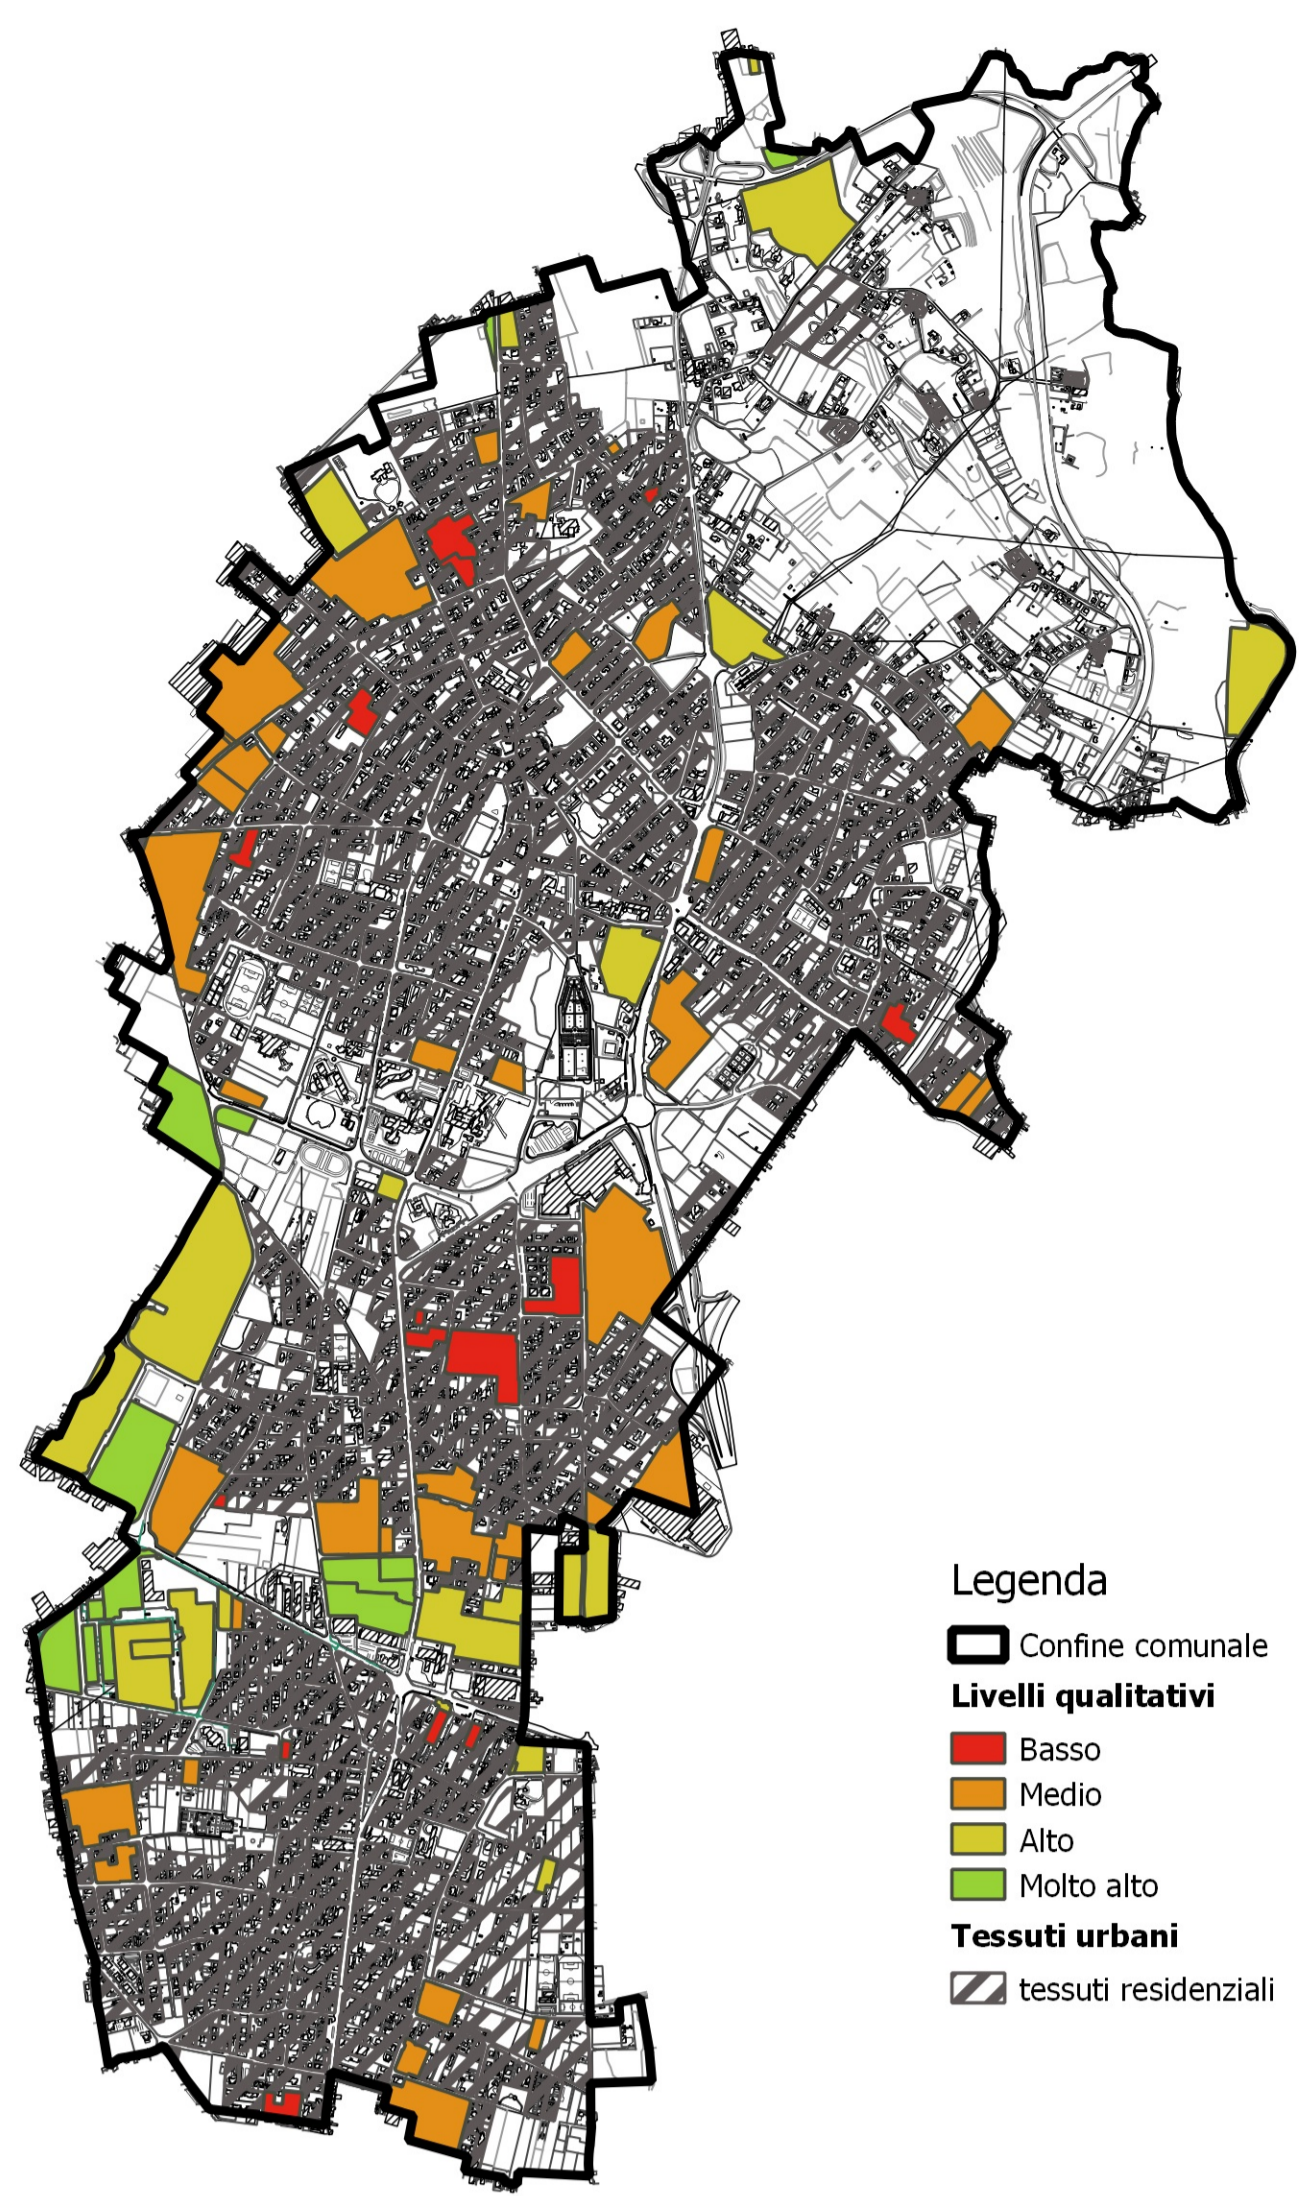 Legenda
Confine comunale
Livelli qualitativi
Basso
Medio
Alto
Molto alto
Tessuti urbani
tessuti residenziali